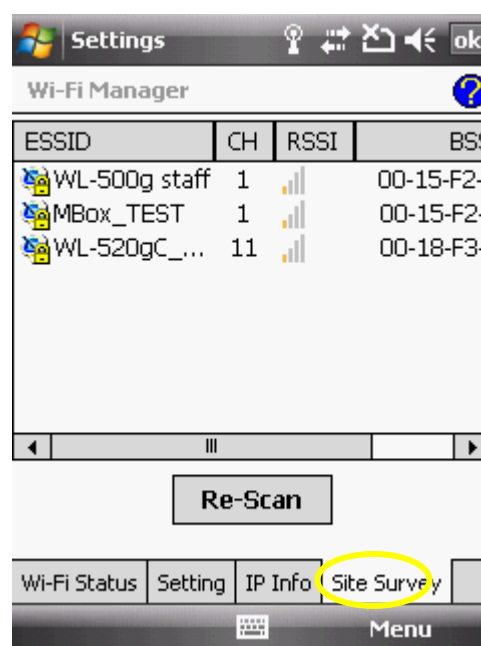 Settings ok
Wi-Fi Manager
ESSID CH RSSI BSS
WL-500g staff 1 00-15-F2-
MBox_TEST 1 00-15-F2-
WL-520gC_... 11 00-18-F3-
Re-Scan
Wi-Fi Status Setting IP Info Site Survey
Menu